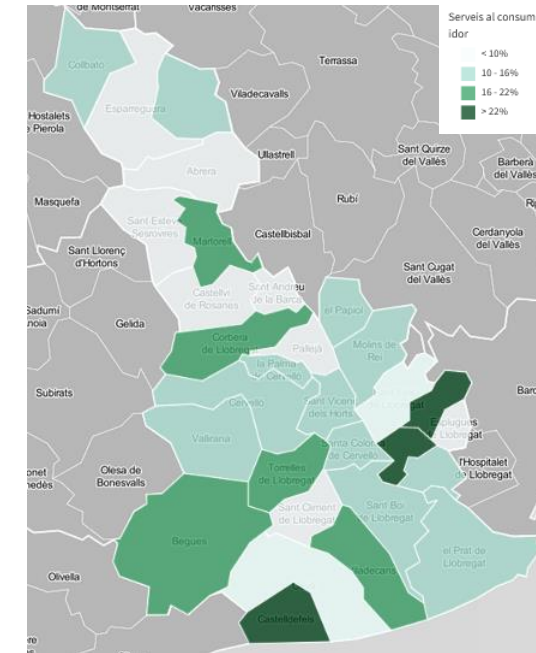 de Montserrat
Vacarisses
Serveis al consum
idor
< 10%
10 - 16%
16 - 22%
> 22%
Collbató
Terrassa
Viladecavalls
Esparreguera
Hostalets
Pierola
Sant Quirze
del Vallès
Ullastrell
Barberà
del Vallès
Abrera
Masquefa
Rubí
Sant Esteve
Sesrovires
Castellbisbal
Martorell
Cerdanyola
del Vallès
Sant Llorenç
d'Hortons
Sant Cugat
del Vallès
Castellví
de Rosanes
Sant Andreu
de la Barca
Gelida
el Papiol
Corbera
de Llobregat
Pallejà
Molins de
Rei
la Palma
de Cervelló
Subirats
Cervelló
Sant Vicenç
dels Horts
Vallirana
Esplugues
de Llobregat
Santa Coloma
de Cervelló
l'Hospitalet
de Llobregat
Olesa de
Bonesvalls
Torrelles
de Llobregat
Sant Climent
de Llobregat
Sant Boi
de Llobregat
Begues
el Prat de
Llobregat
Olivella
Viladecans
Castelldefels